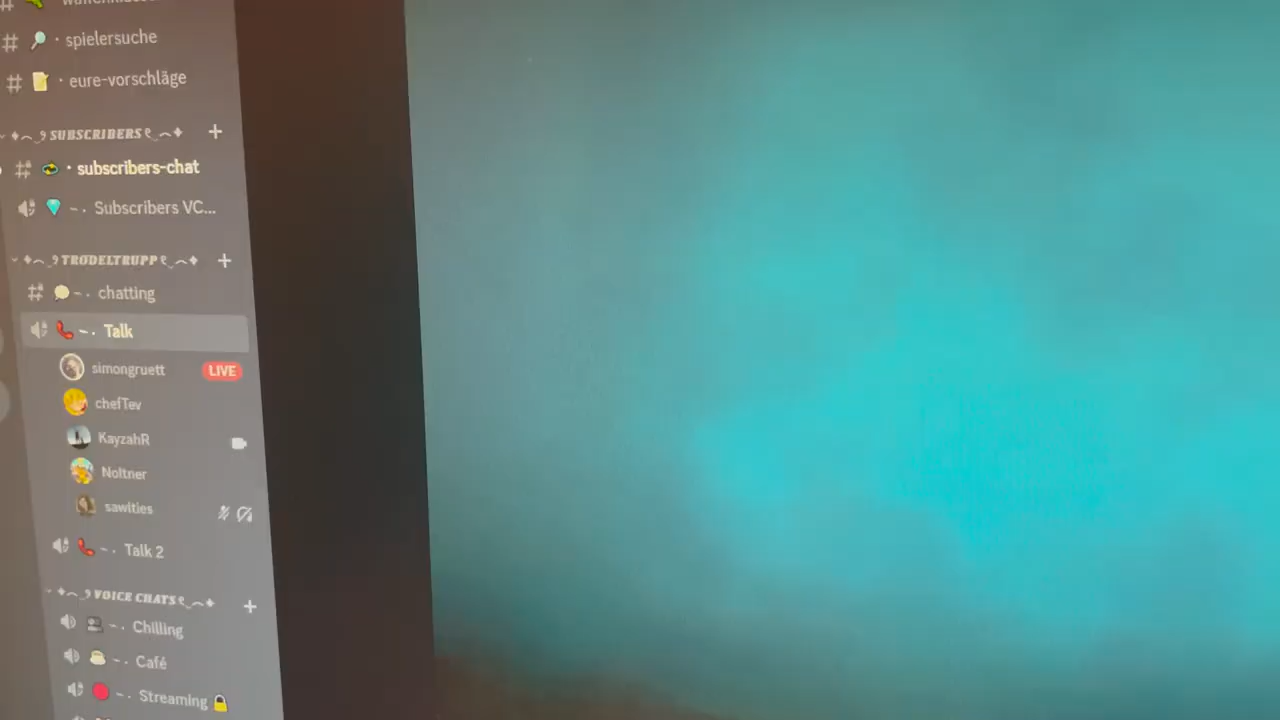 spielersuche
eure-vorschläge
SUBSCRIBERS
subscribers-chat
Subscribers VC...
TRÖDELTRUPP
chatting
Talk
simongruett LIVE
chefTev
KayzahR
Noltner
sawlties
Talk 2
VOICE CHATS
Chilling
Café
Streaming